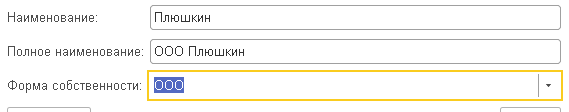 Наименование: Плюшкин
Полное наименование: ООО Плюшкин
Форма собственности: ООО